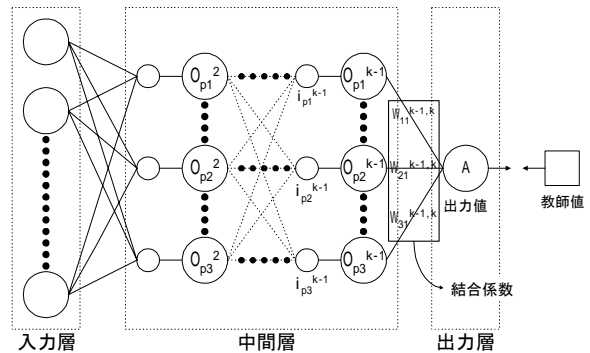 O_p1^2
i_p1^k-1
O_p1^k-1
W_11^k-1,k
O_p2^2
i_p2^k-1
O_p2^k-1
W_21^k-1,k
A
出力値
教師値
W_31^k-1,k
O_p3^2
i_p3^k-1
O_p3^k-1
結合係数
入力層
中間層
出力層